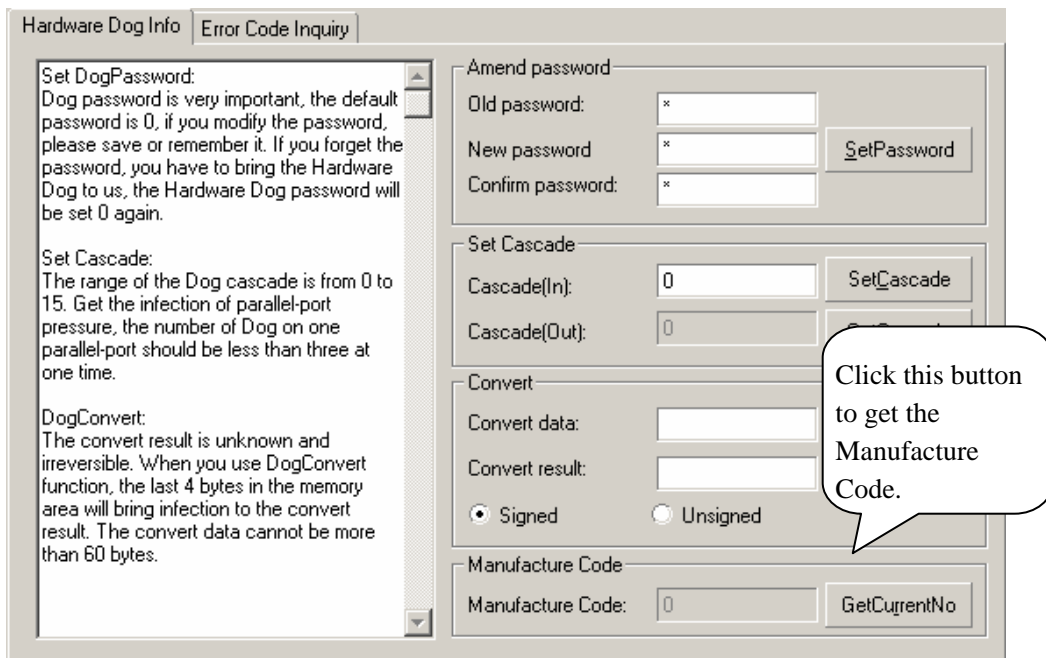 Hardware Dog Info
Error Code Inquiry
Set DogPassword:
Dog password is very important, the default
password is 0, if you modify the password,
please save or remember it. If you forget the
password, you have to bring the Hardware
Dog to us, the Hardware Dog password will
be set 0 again.
Set Cascade:
The range of the Dog cascade is from 0 to
15. Get the infection of parallel-port
pressure, the number of Dog on one
parallel-port should be less than three at
one time.
DogConvert:
The convert result is unknown and
irreversible. When you use DogConvert
function, the last 4 bytes in the memory
area will bring infection to the convert
result. The convert data cannot be more
than 60 bytes.
Amend password
Old password: *
New password * SetPassword
Confirm password: *
Set Cascade
Cascade(In): 0 SetCascade
Cascade(Out): 0
Convert
Convert data:
Convert result:
Signed Unsigned
Click this button
to get the
Manufacture
Code.
Manufacture Code
Manufacture Code: 0 GetCurrentNo